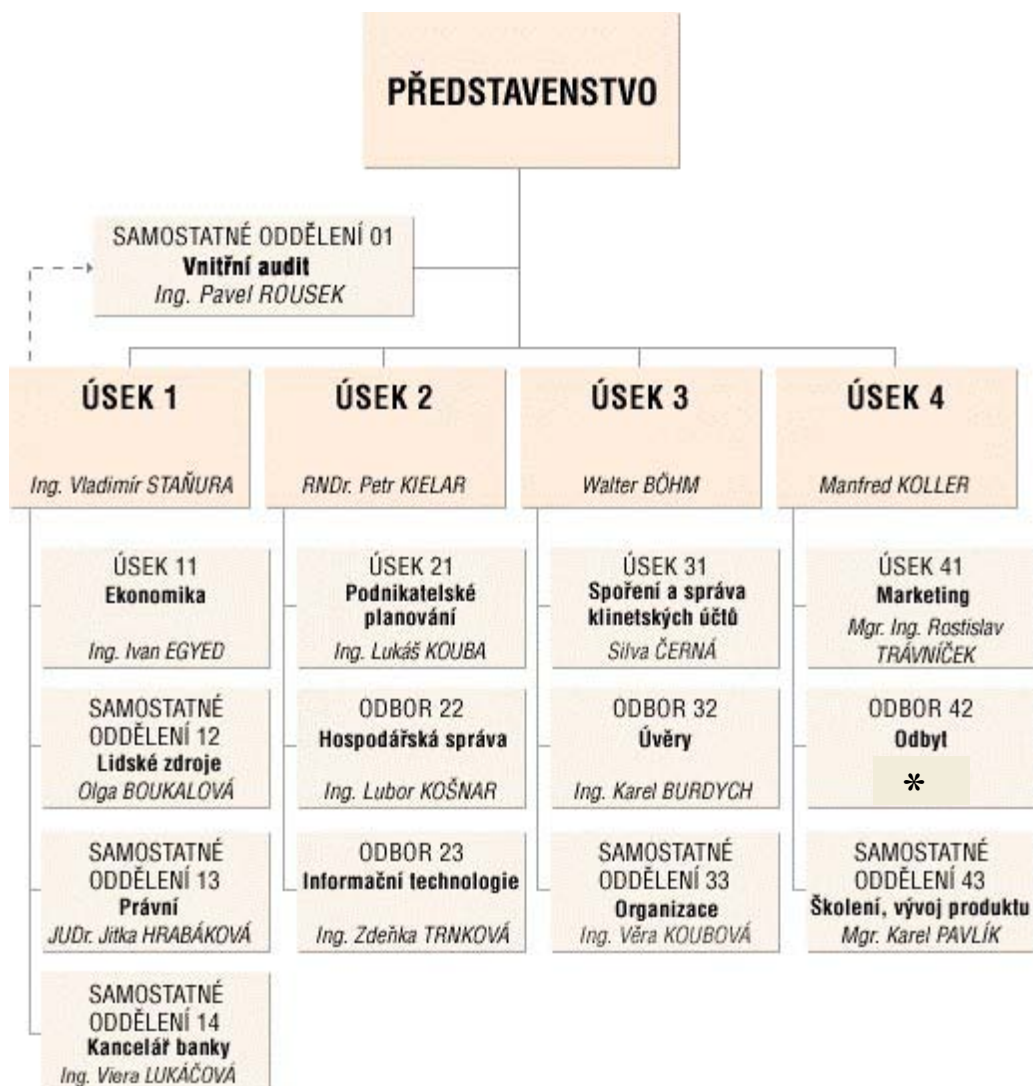 PŘEDSTAVENSTVO
SAMOSTATNÉ ODDĚLENÍ 01
Vnitřní audit
Ing. Pavel ROUSEK
ÚSEK 1
Ing. Vladimír STAŇURA
ÚSEK 2
RNDr. Petr KIELAR
ÚSEK 3
Walter BÖHM
ÚSEK 4
Manfred KOLLER
ÚSEK 11
Ekonomika
Ing. Ivan EGYED
ÚSEK 21
Podnikatelské
planování
Ing. Lukáš KOUBA
ÚSEK 31
Spoření a správa
klinetských účtů
Silva ČERNÁ
ÚSEK 41
Marketing
Mgr. Ing. Rostislav
TRÁVNÍČEK
SAMOSTATNÉ
ODDĚLENÍ 12
Lidské zdroje
Olga BOUKALOVÁ
ODBOR 22
Hospodářská správa
Ing. Lubor KOŠNAR
ODBOR 32
Úvěry
Ing. Karel BURDYCH
ODBOR 42
Odbyt
*
SAMOSTATNÉ
ODDĚLENÍ 13
Právní
JUDr. Jitka HRABÁKOVÁ
ODBOR 23
Informační technologie
Ing. Zdeňka TRNKOVÁ
SAMOSTATNÉ
ODDĚLENÍ 33
Organizace
Ing. Věra KOUBOVÁ
SAMOSTATNÉ
ODDĚLENÍ 43
Školení, vývoj produktu
Mgr. Karel PAVLÍK
SAMOSTATNÉ
ODDĚLENÍ 14
Kancelář banky
Ing. Viera LUKÁČOVÁ